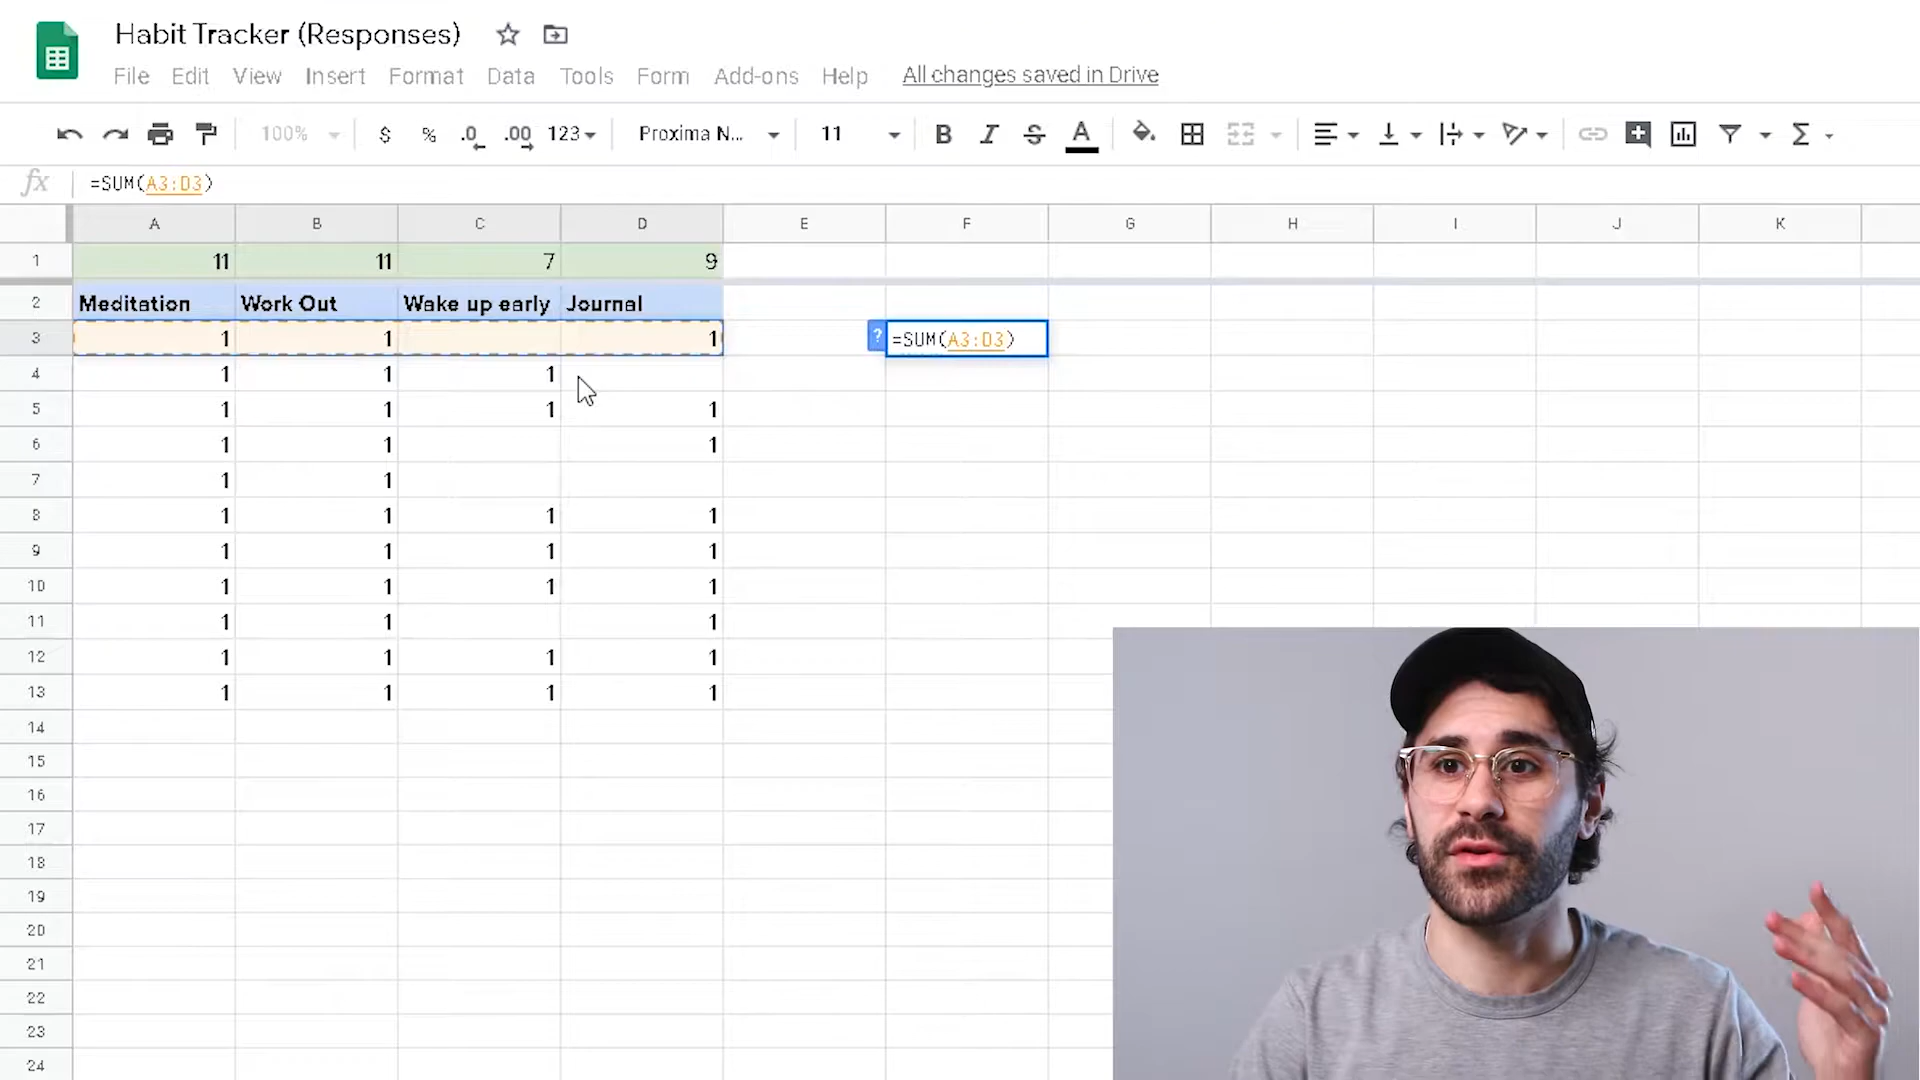 Habit Tracker (Responses)
File Edit View Insert Format Data Tools Form Add-ons Help All changes saved in Drive
100% $ % .0 .00 123 Proxima N... 11 B I S A Σ
fx =SUM(A3:D3)
A B C D E F G H I J K
1 11 11 7 9
2 Meditation Work Out Wake up early Journal
3 1 1 1 ? =SUM(A3:D3)
4 1 1 1
5 1 1 1 1
6 1 1 1
7 1 1
8 1 1 1 1
9 1 1 1 1
10 1 1 1 1
11 1 1 1
12 1 1 1 1
13 1 1 1 1
14
15
16
17
18
19
20
21
22
23
24